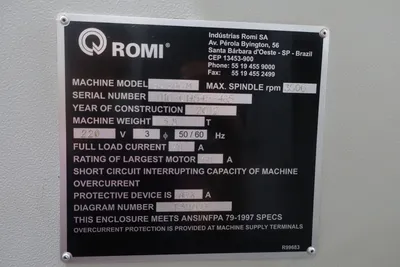 ROMI®
Indústrias Romi SA
Av. Pérola Byington, 56
Santa Bárbara d'Oeste - SP - Brazil
CEP 13453-900
Phone: 55 19 455 9000
Fax: 55 19 455 2499
MACHINE MODEL MAX. SPINDLE rpm
SERIAL NUMBER
YEAR OF CONSTRUCTION
MACHINE WEIGHT T
220 V 3 ϕ 50/60 Hz
FULL LOAD CURRENT A
RATING OF LARGEST MOTOR A
SHORT CIRCUIT INTERRUPTING CAPACITY OF MACHINE
OVERCURRENT
PROTECTIVE DEVICE IS A
DIAGRAM NUMBER
THIS ENCLOSURE MEETS ANSI/NFPA 79-1997 SPECS
OVERCURRENT PROTECTION IS PROVIDED AT MACHINE SUPPLY TERMINALS